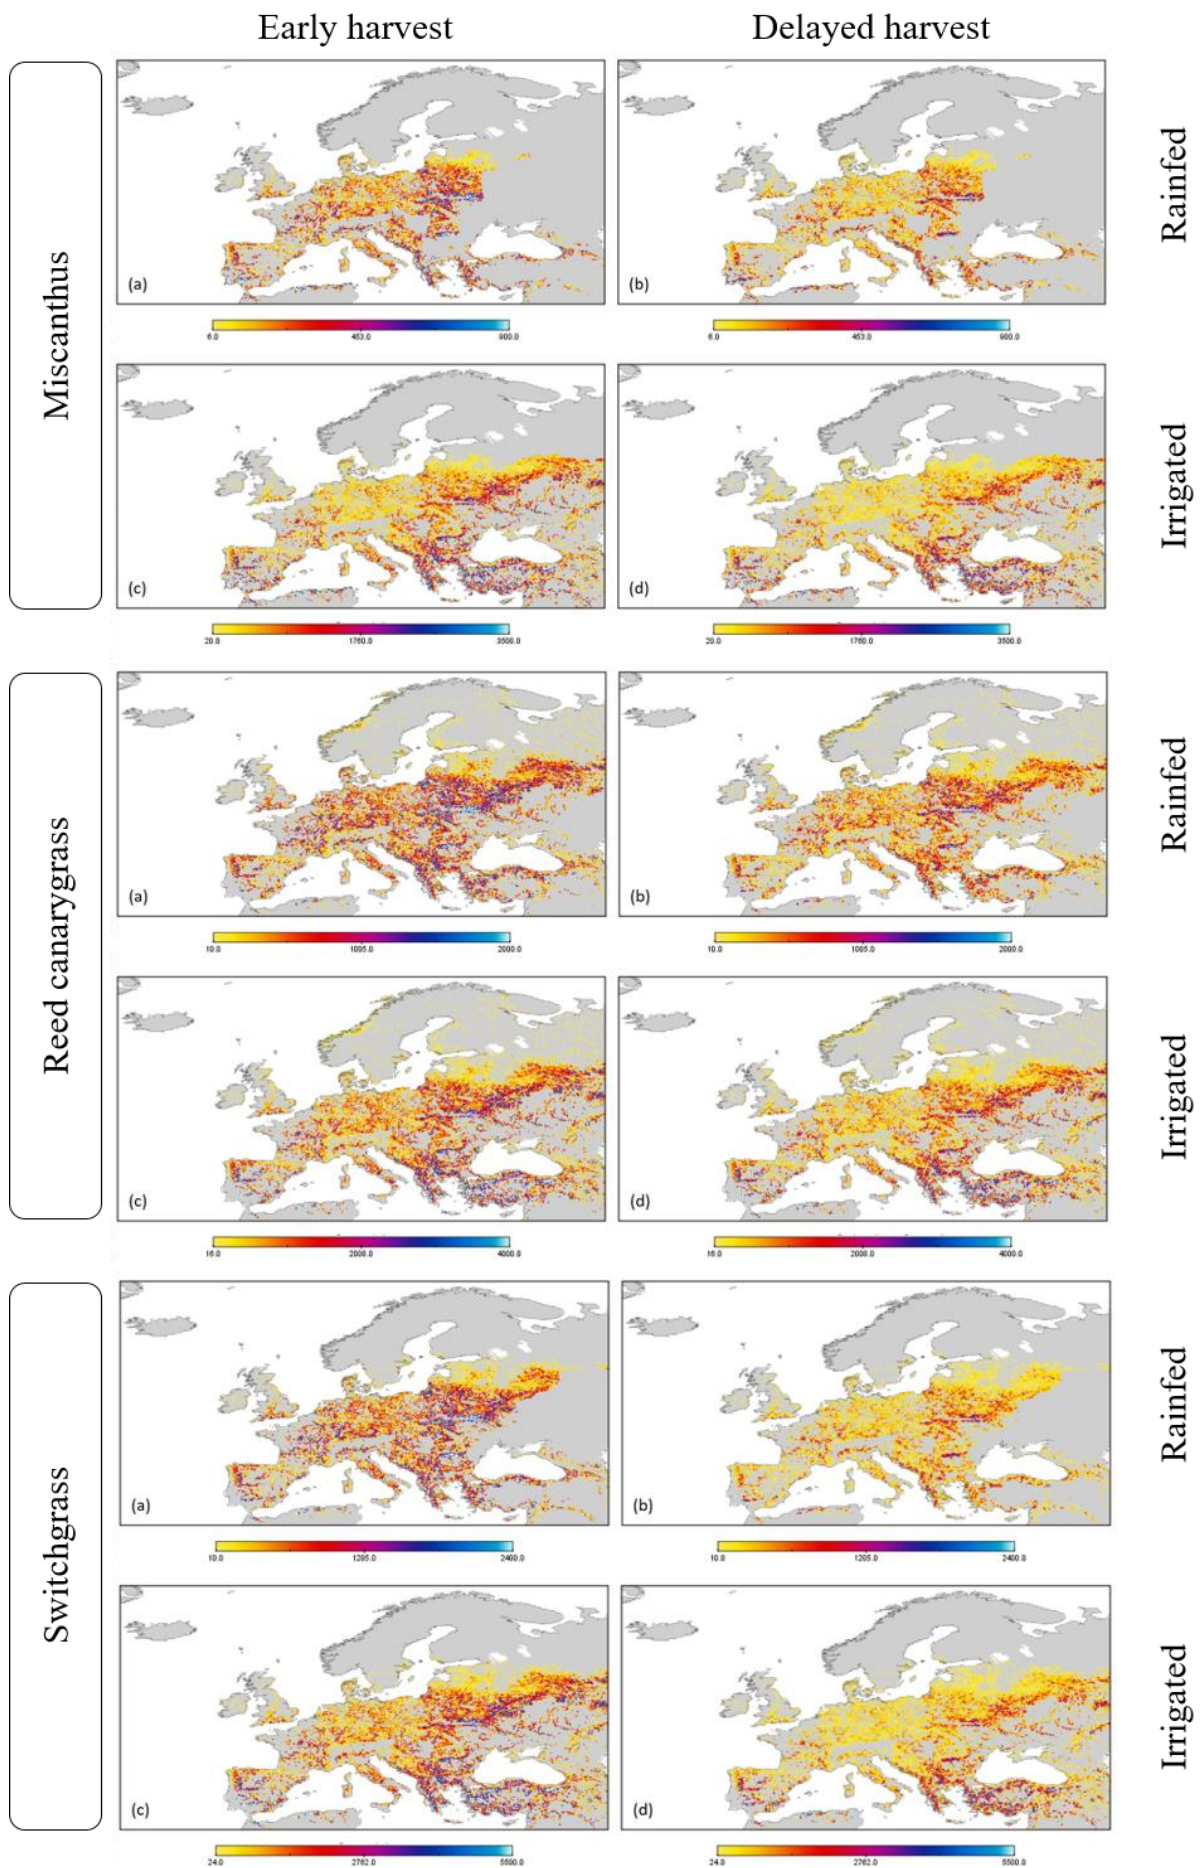 Early harvest Delayed harvest
Miscanthus
Rainfed
(a) (b)
6.0 453.0 900.0 6.0 453.0 900.0
Irrigated
(c) (d)
20.0 1760.0 3500.0 20.0 1760.0 3500.0
Reed canarygrass
Rainfed
(a) (b)
10.0 1005.0 2000.0 10.0 1005.0 2000.0
Irrigated
(c) (d)
16.0 2008.0 4000.0 16.0 2008.0 4000.0
Switchgrass
Rainfed
(a) (b)
10.0 1205.0 2400.0 10.0 1205.0 2400.0
Irrigated
(c) (d)
24.0 2762.0 5500.0 24.0 2762.0 5500.0